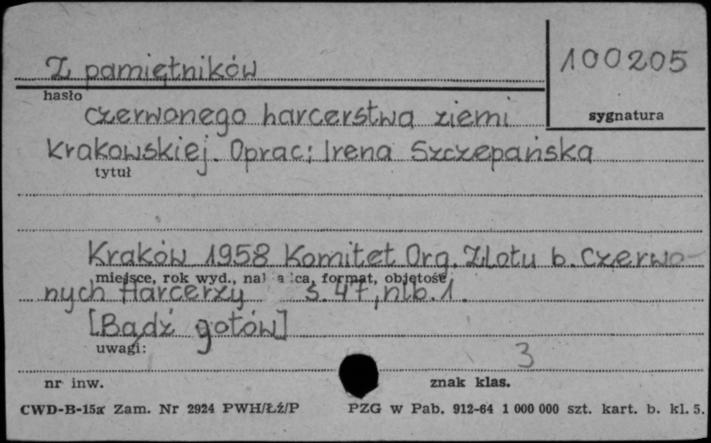 Z pamiętników
100205
hasło
sygnatura
czerwonego harcerstwa ziemi
krakowskiej. Oprac: Irena Szczepańska
tytuł
Kraków 1958 Komitet Org. Zlotu b. Czerwo-
miejsce, rok wyd., format, objętość
nych Harcerzy s. 47, nlb. 1.
[Bądź gotów]
uwagi:
3
nr inw.
znak klas.
CWD-B-15a Zam. Nr 2924 PWH/Łź/P PZG w Pab. 912-64 1 000 000 szt. kart. b. kl. 5.